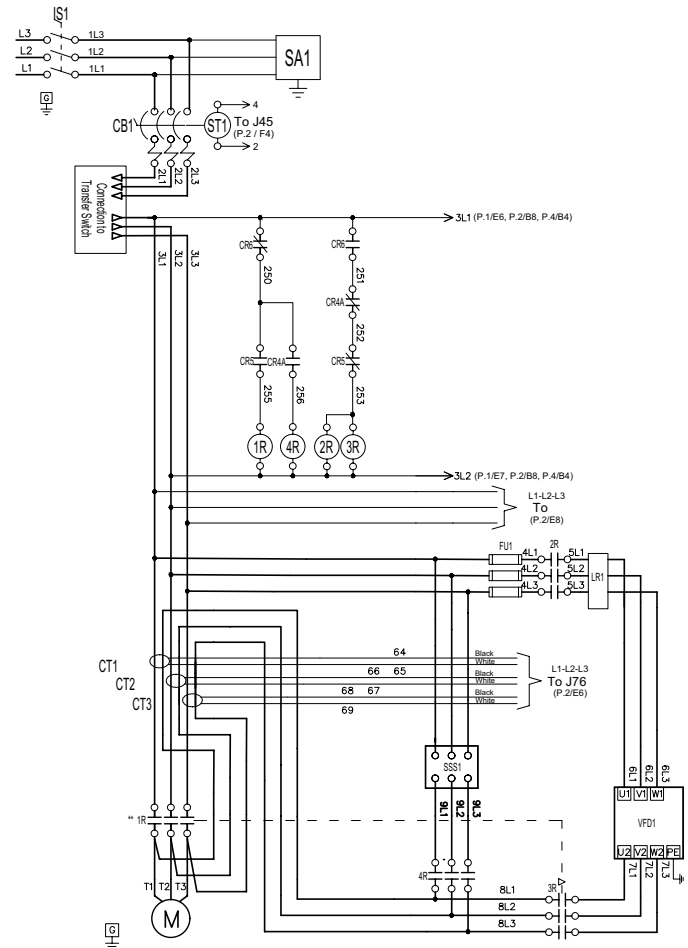 IS1
L3 1L3
L2 1L2
L1 1L1
SA1
G
4
CB1 ST1 To J45
(P.2 / F4)
2
2L1 2L2 2L3
Connection to
Transfer Switch
3L1 (P.1/E6, P.2/B8, P.4/B4)
3L1 3L2 3L3
CR6 CR6
250 251
CR4A
252
CR5 CR4A CR5
255 256 253
1R 4R 2R 3R
3L2 (P.1/E7, P.2/B8, P.4/B4)
L1-L2-L3
To
(P.2/E8)
FU1 2R
4L1 5L1
4L2 5L2
4L3 5L3
LR1
CT1 64 Black
White
CT2 66 65 Black
White
CT3 68 67 Black
69 White
L1-L2-L3
To J76
(P.2/E6)
SSS1
6L1 6L2 6L3
U1 V1 W1
VFD1
U2 V2 W2 PE
7L1 7L2 7L3
9L1 9L2 9L3
** 1R
4R
T1 T2 T3
8L1 3R
8L2
8L3
M
G